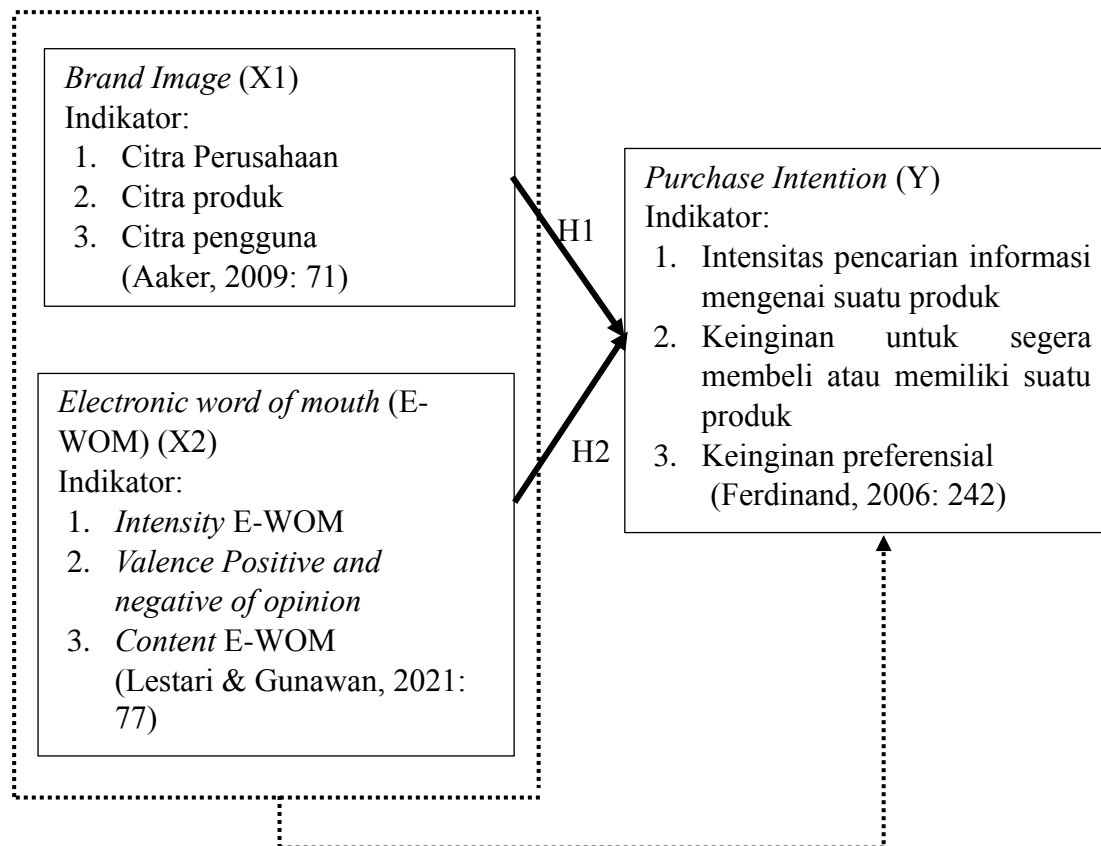 Brand Image (X1)
Indikator:
1. Citra Perusahaan
2. Citra produk
3. Citra pengguna
(Aaker, 2009: 71)
H1
Electronic word of mouth (E-
WOM) (X2)
Indikator:
1. Intensity E-WOM
2. Valence Positive and
negative of opinion
3. Content E-WOM
(Lestari & Gunawan, 2021:
77)
H2
Purchase Intention (Y)
Indikator:
1. Intensitas pencarian informasi
mengenai suatu produk
2. Keinginan untuk segera
membeli atau memiliki suatu
produk
3. Keinginan preferensial
(Ferdinand, 2006: 242)